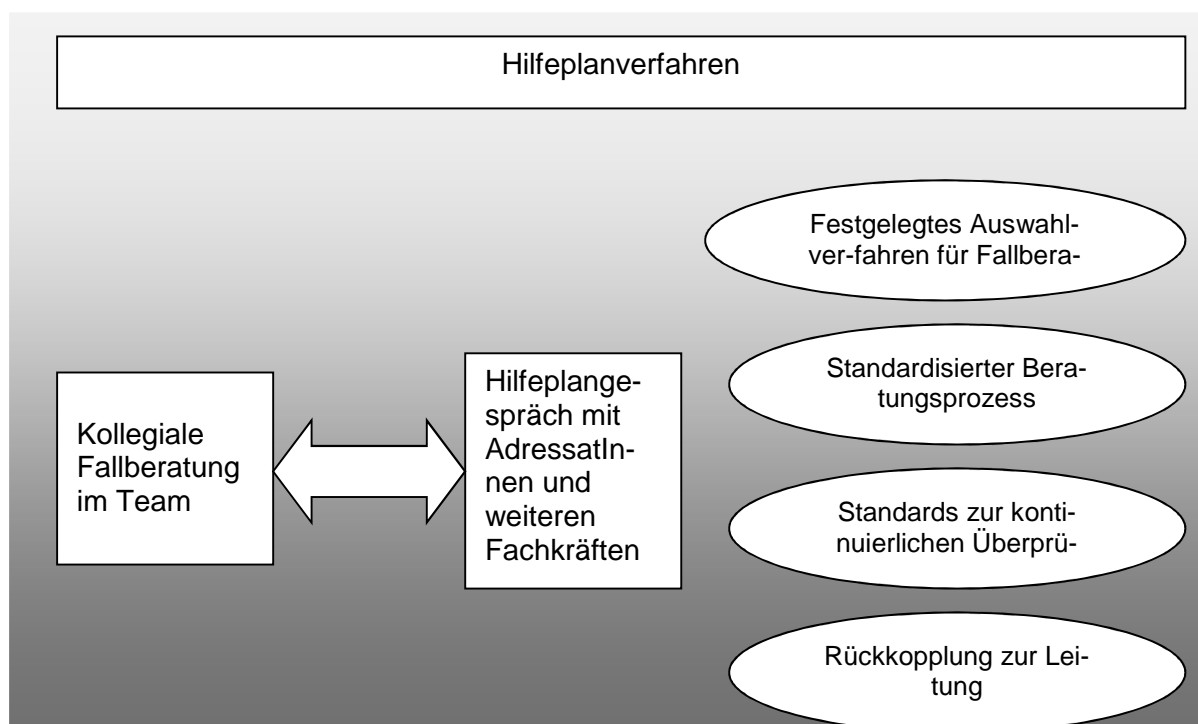 Hilfeplanverfahren
Kollegiale
Fallberatung
im Team
Hilfeplange-
spräch mit
AdressatIn-
nen und
weiteren
Fachkräften
Festgelegtes Auswahl-
ver-fahren für Fallbera-
Standardisierter Bera-
tungsprozess
Standards zur konti-
nuierlichen Überprü-
Rückkopplung zur Lei-
tung